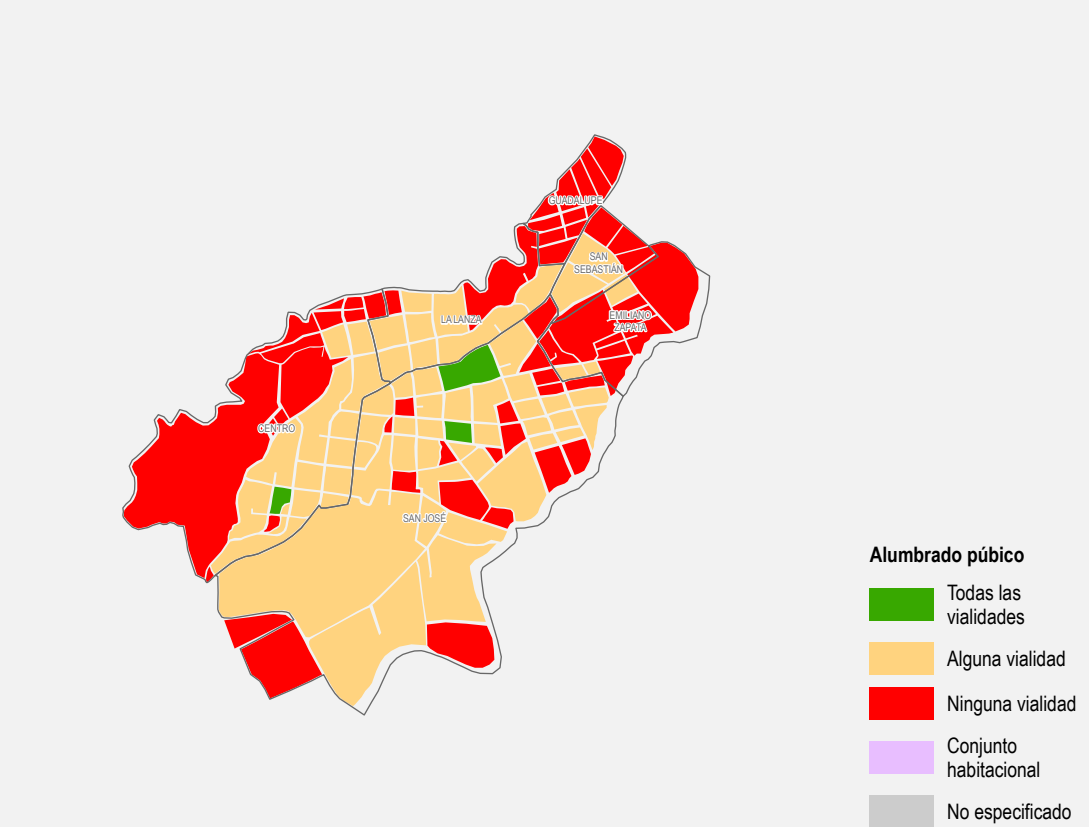 GUADALUPE
SAN
SEBASTIÁN
LA LANZA
EMILIANO
ZAPATA
CENTRO
SAN JOSÉ
Alumbrado púbico
Todas las
vialidades
Alguna vialidad
Ninguna vialidad
Conjunto
habitacional
No especificado